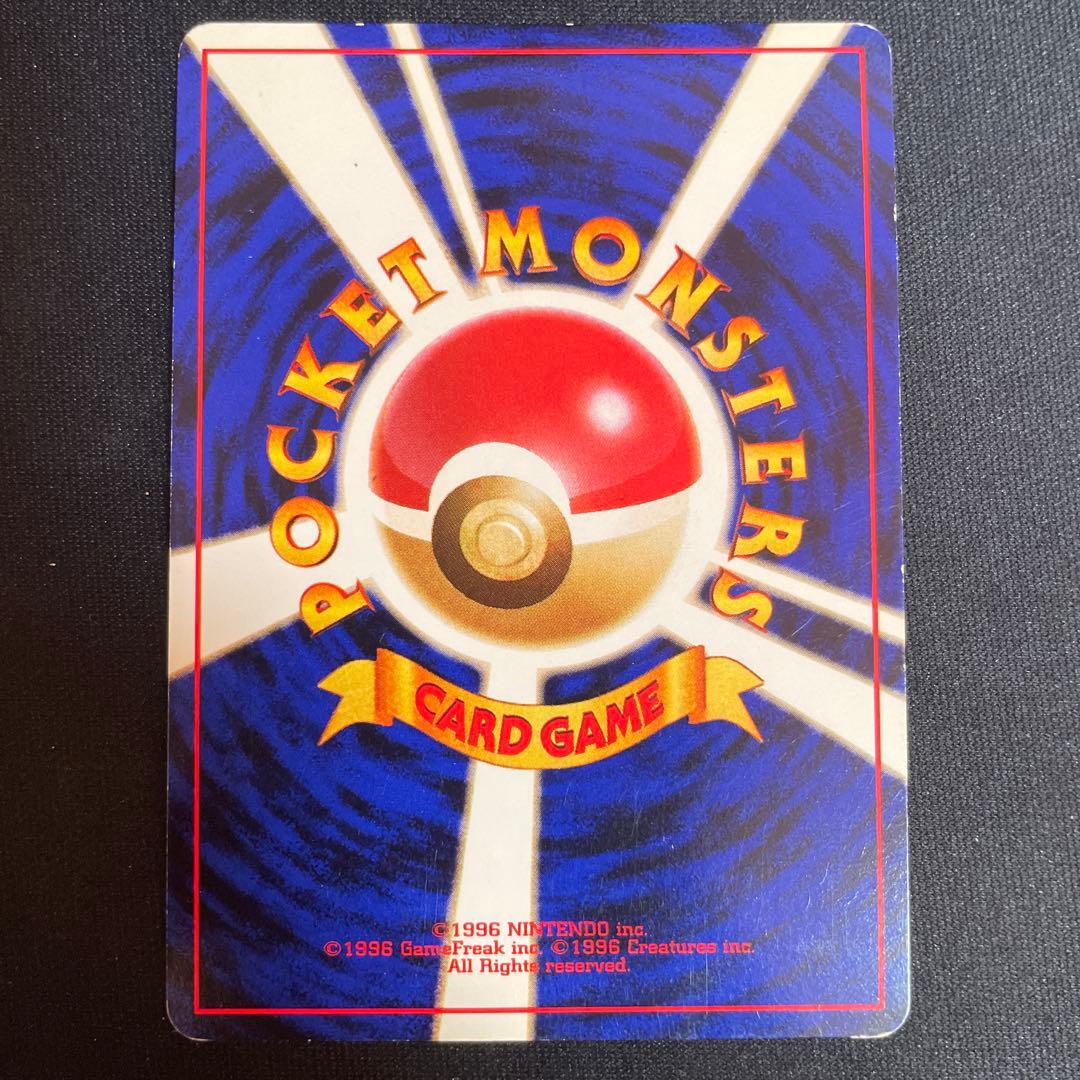 POCKET MONSTERS
CARD GAME
©1996 NINTENDO inc.
©1996 GameFreak inc. ©1996 Creatures inc.
All Rights reserved.